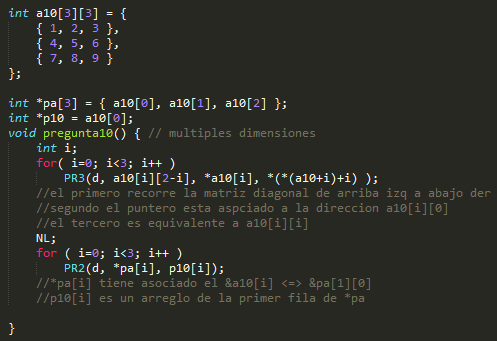 int a10[3][3] = {
    { 1, 2, 3 },
    { 4, 5, 6 },
    { 7, 8, 9 }
};

int *pa[3] = { a10[0], a10[1], a10[2] };
int *p10 = a10[0];
void pregunta10() { // multiples dimensiones
    int i;
    for( i=0; i<3; i++ )
        PR3(d, a10[i][2-i], *a10[i], *(*(a10+i)+i) );
    //el primero recorre la matriz diagonal de arriba izq a abajo der
    //segundo el puntero esta aspciado a la direccion a10[i][0]
    //el tercero es equivalente a a10[i][i]
    NL;
    for ( i=0; i<3; i++ )
        PR2(d, *pa[i], p10[i]);
    //*pa[i] tiene asociado el &a10[i] <=> &pa[1][0]
    //p10[i] es un arreglo de la primer fila de *pa

}